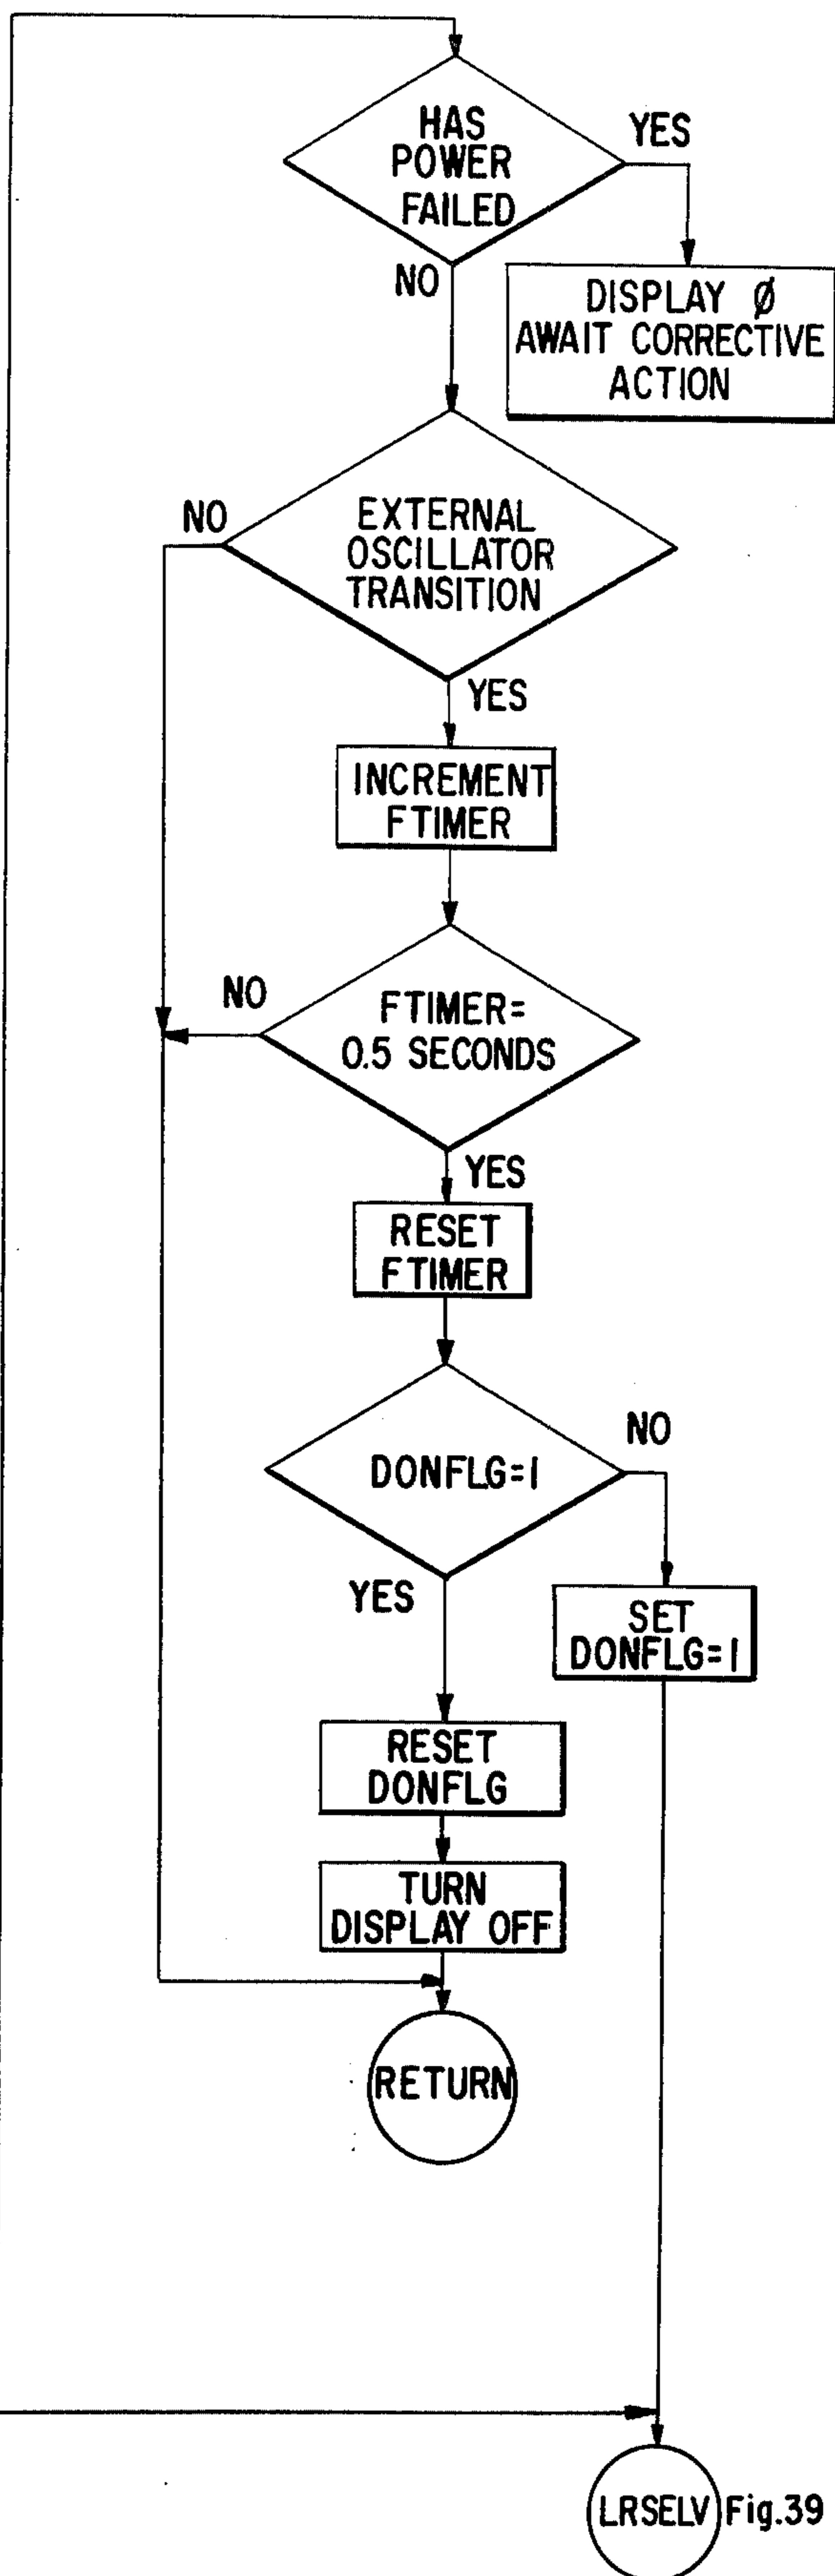 HAS
POWER
FAILED
YES
NO
DISPLAY Ø
AWAIT CORRECTIVE
ACTION
NO
EXTERNAL
OSCILLATOR
TRANSITION
YES
INCREMENT
FTIMER
NO
FTIMER=
0.5 SECONDS
YES
RESET
FTIMER
DONFLG=1
NO
YES
SET
DONFLG=1
RESET
DONFLG
TURN
DISPLAY OFF
RETURN
LRSELV Fig.39